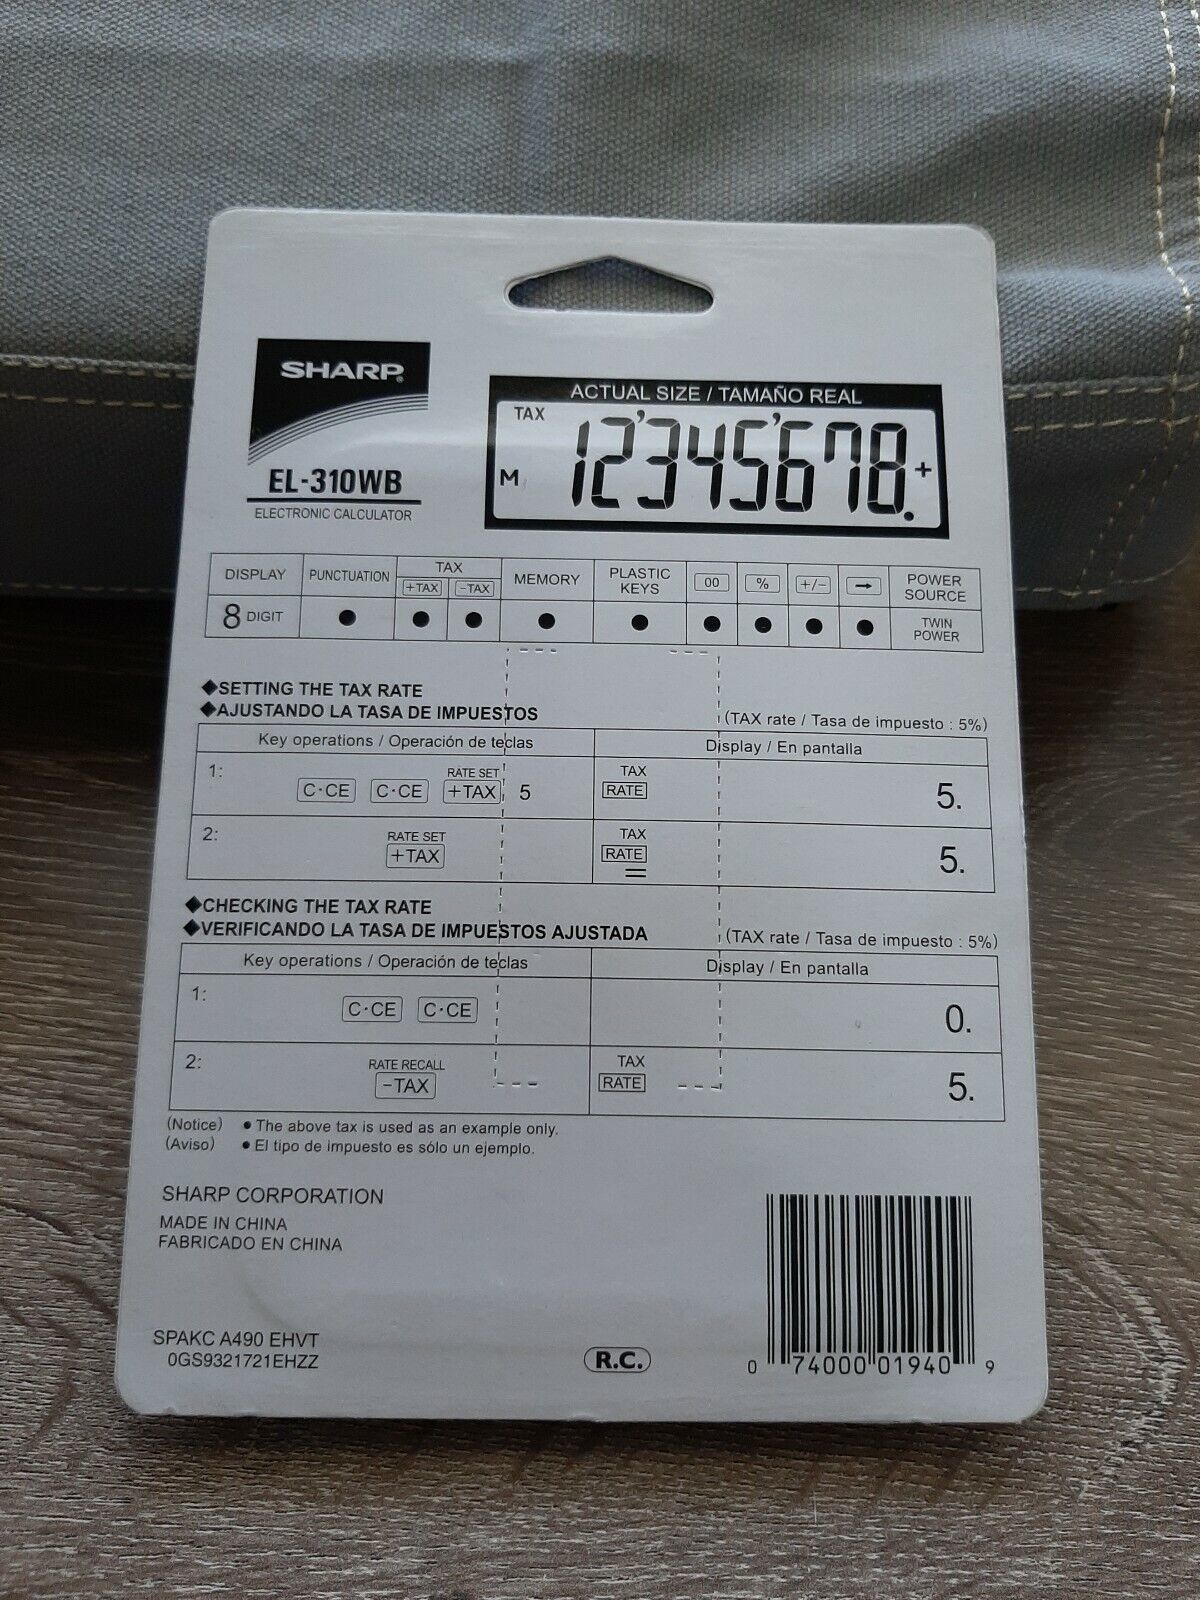 SHARP®
EL-310WB
ELECTRONIC CALCULATOR
ACTUAL SIZE / TAMAÑO REAL
TAX
M 12'345'678. +
DISPLAY PUNCTUATION TAX +TAX −TAX MEMORY PLASTIC KEYS 00 % +/− → POWER SOURCE
8 DIGIT ● ● ● ● ● ● ● ● ● TWIN POWER
◆SETTING THE TAX RATE
◆AJUSTANDO LA TASA DE IMPUESTOS (TAX rate / Tasa de impuesto : 5%)
Key operations / Operación de teclas Display / En pantalla
1: C·CE C·CE RATE SET +TAX 5 TAX RATE 5.
2: RATE SET +TAX TAX RATE = 5.
◆CHECKING THE TAX RATE
◆VERIFICANDO LA TASA DE IMPUESTOS AJUSTADA (TAX rate / Tasa de impuesto : 5%)
Key operations / Operación de teclas Display / En pantalla
1: C·CE C·CE 0.
2: RATE RECALL −TAX TAX RATE 5.
(Notice) ● The above tax is used as an example only.
(Aviso) ● El tipo de impuesto es sólo un ejemplo.
SHARP CORPORATION
MADE IN CHINA
FABRICADO EN CHINA
SPAKC A490 EHVT
0GS9321721EHZZ
R.C.
0 74000 01940 9